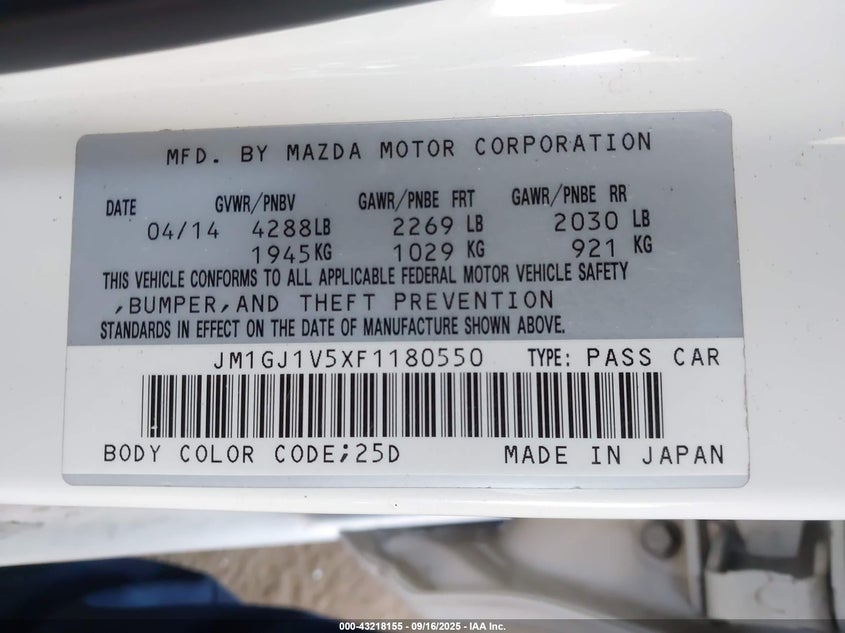 MFD. BY MAZDA MOTOR CORPORATION
DATE GVWR/PNBV GAWR/PNBE FRT GAWR/PNBE RR
04/14 4288LB 2269 LB 2030 LB
1945KG 1029 KG 921 KG
THIS VEHICLE CONFORMS TO ALL APPLICABLE FEDERAL MOTOR VEHICLE SAFETY
,BUMPER,AND THEFT PREVENTION
STANDARDS IN EFFECT ON THE DATE OF MANUFACTURE SHOWN ABOVE.
JM1GJ1V5XF1180550 TYPE: PASS CAR
BODY COLOR CODE;25D MADE IN JAPAN
000-43218155 - 09/16/2025 - IAA Inc.